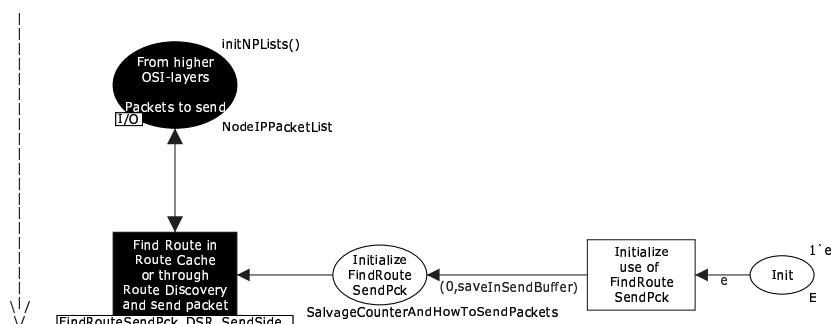 initNPLists()
From higher
OSI-layers
Packets to send
I/O
NodeIPPacketList
Find Route in
Route Cache
or through
Route Discovery
and send packet
FindRouteSendPck_DSR_SendSide
Initialize
FindRoute
SendPck
SalvageCounterAndHowToSendPackets
(0,saveInSendBuffer)
Initialize
use of
FindRoute
SendPck
e
Init
1`e
E